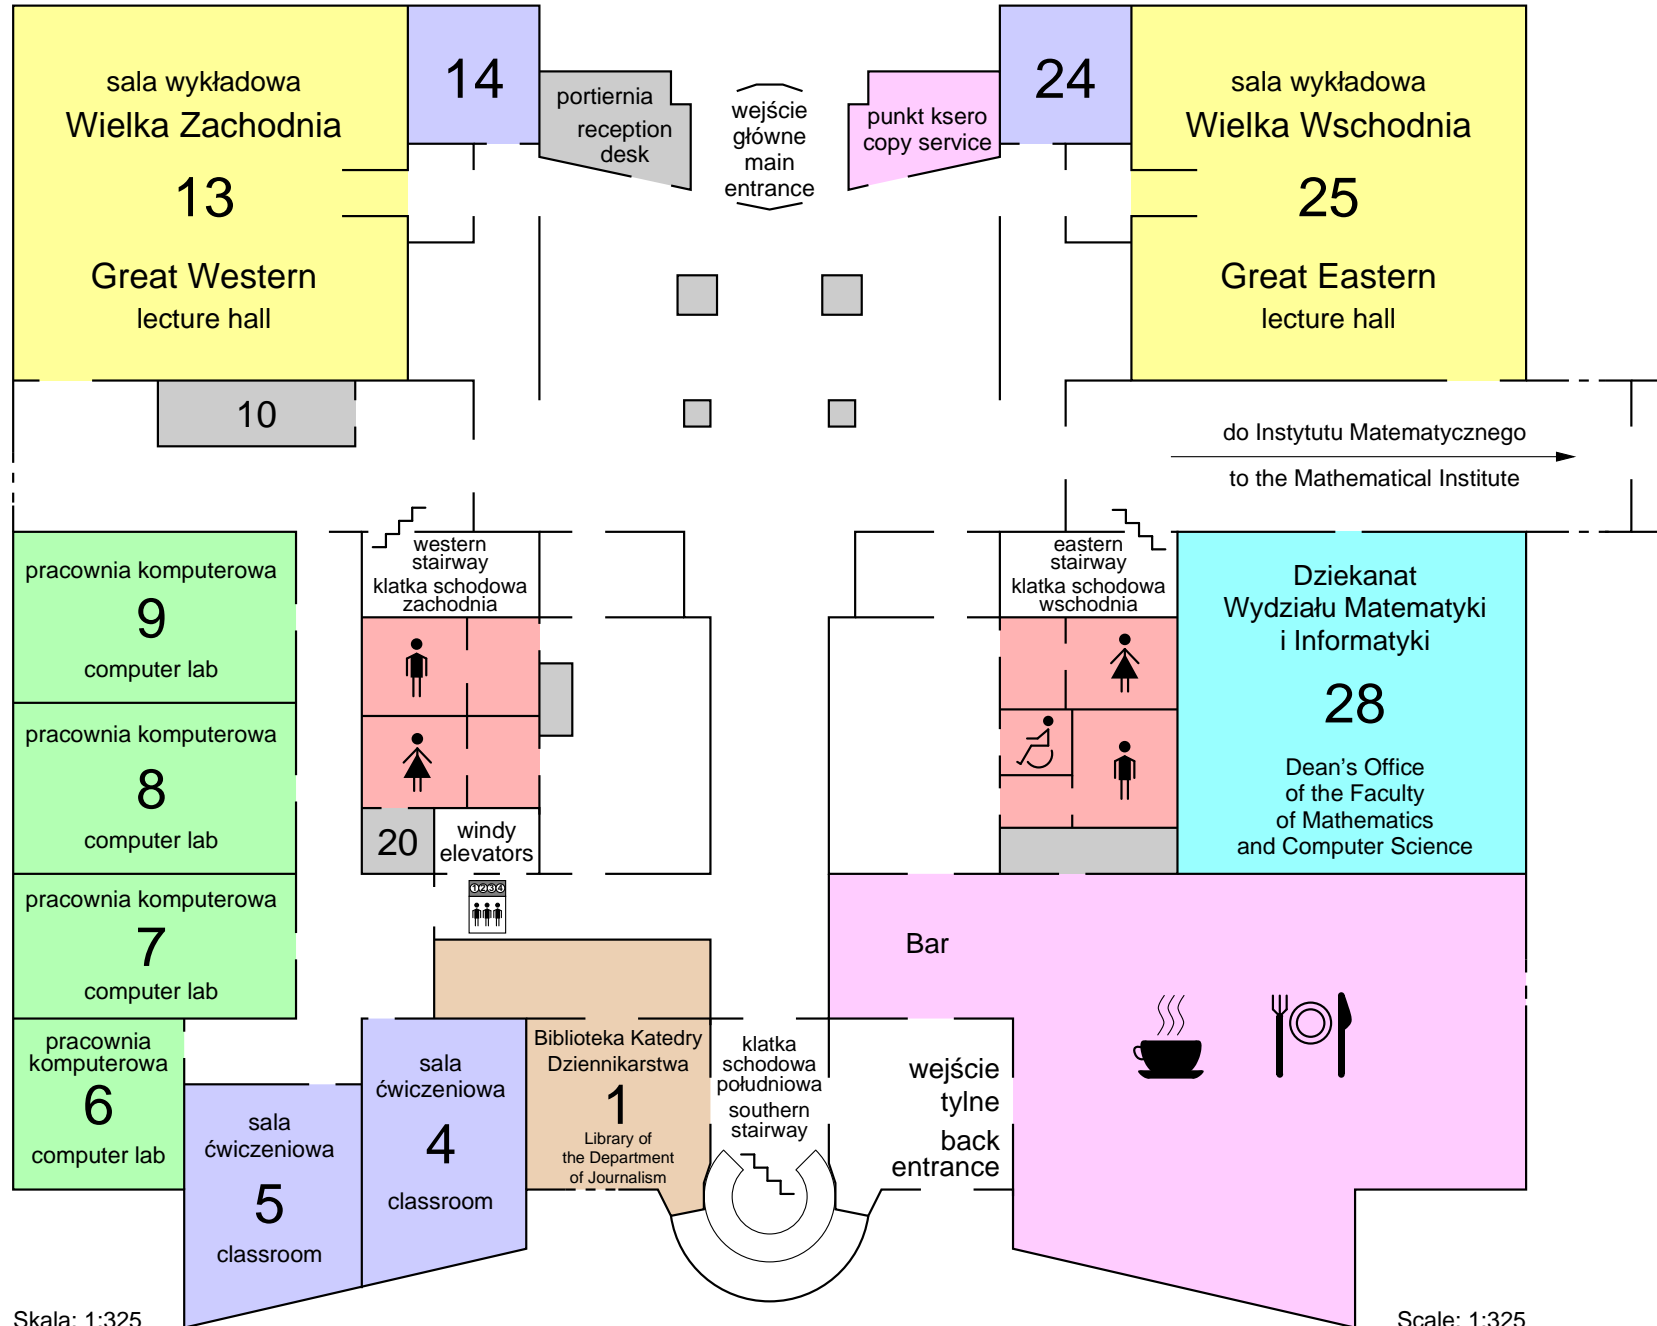 sala wykładowa
Wielka Zachodnia
13
Great Western
lecture hall
14
portiernia
reception
desk
wejście
główne
main
entrance
punkt ksero
copy service
24
sala wykładowa
Wielka Wschodnia
25
Great Eastern
lecture hall
10
do Instytutu Matematycznego
to the Mathematical Institute
pracownia komputerowa
9
computer lab
western
stairway
klatka schodowa
zachodnia
eastern
stairway
klatka schodowa
wschodnia
Dziekanat
Wydziału Matematyki
i Informatyki
28
Dean's Office
of the Faculty
of Mathematics
and Computer Science
pracownia komputerowa
8
computer lab
20
windy
elevators
1234
pracownia komputerowa
7
computer lab
Bar
pracownia
komputerowa
6
computer lab
sala
ćwiczeniowa
5
classroom
sala
ćwiczeniowa
4
classroom
Biblioteka Katedry
Dziennikarstwa
1
Library of
the Department
of Journalism
klatka
schodowa
południowa
southern
stairway
wejście
tylne
back
entrance
Skala: 1:325
Scale: 1:325